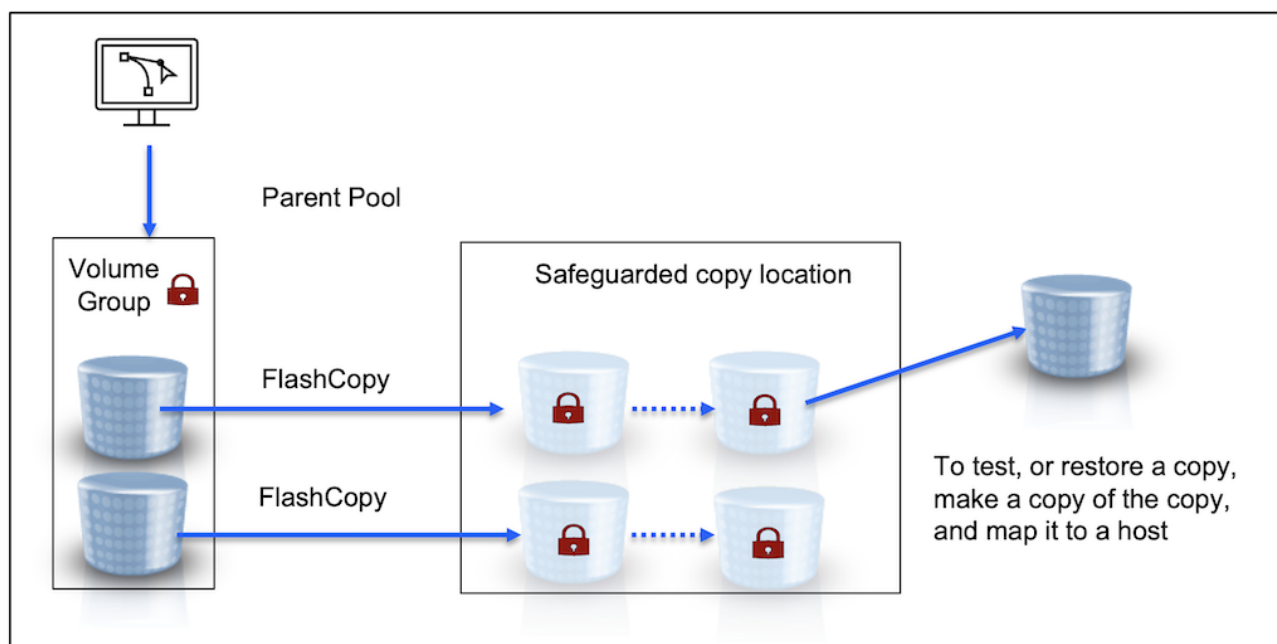 Parent Pool
Volume
Group
Safeguarded copy location
FlashCopy
FlashCopy
To test, or restore a copy,
make a copy of the copy,
and map it to a host